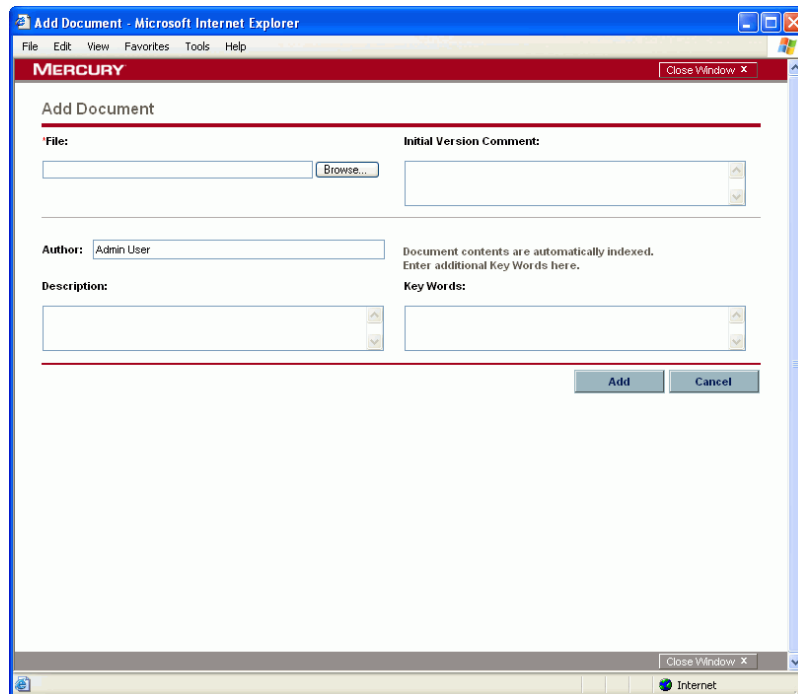 Add Document - Microsoft Internet Explorer
File Edit View Favorites Tools Help
MERCURY
Close Window x
Add Document
*File:
Initial Version Comment:
Browse...
Author: Admin User
Document contents are automatically indexed.
Enter additional Key Words here.
Description:
Key Words:
Add
Cancel
Close Window x
Internet